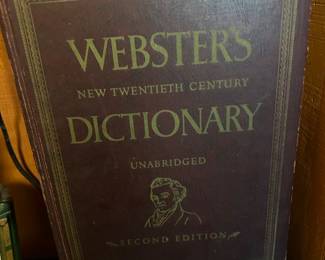 WEBSTER'S
NEW TWENTIETH CENTURY
DICTIONARY
UNABRIDGED
SECOND EDITION